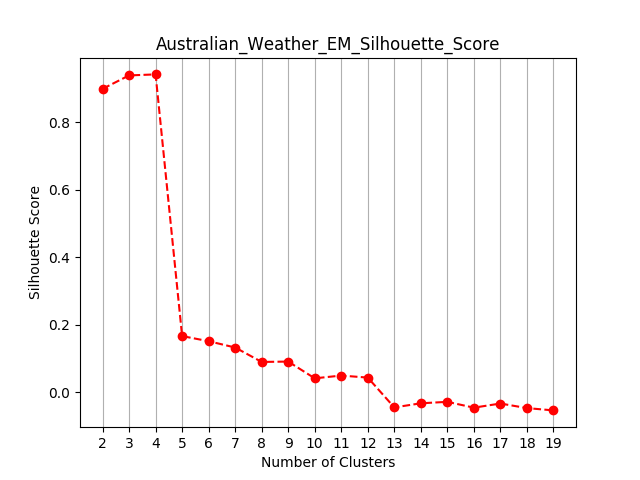 Australian_Weather_EM_Silhouette_Score
Silhouette Score
0.8
0.6
0.4
0.2
0.0
2 3 4 5 6 7 8 9 10 11 12 13 14 15 16 17 18 19
Number of Clusters